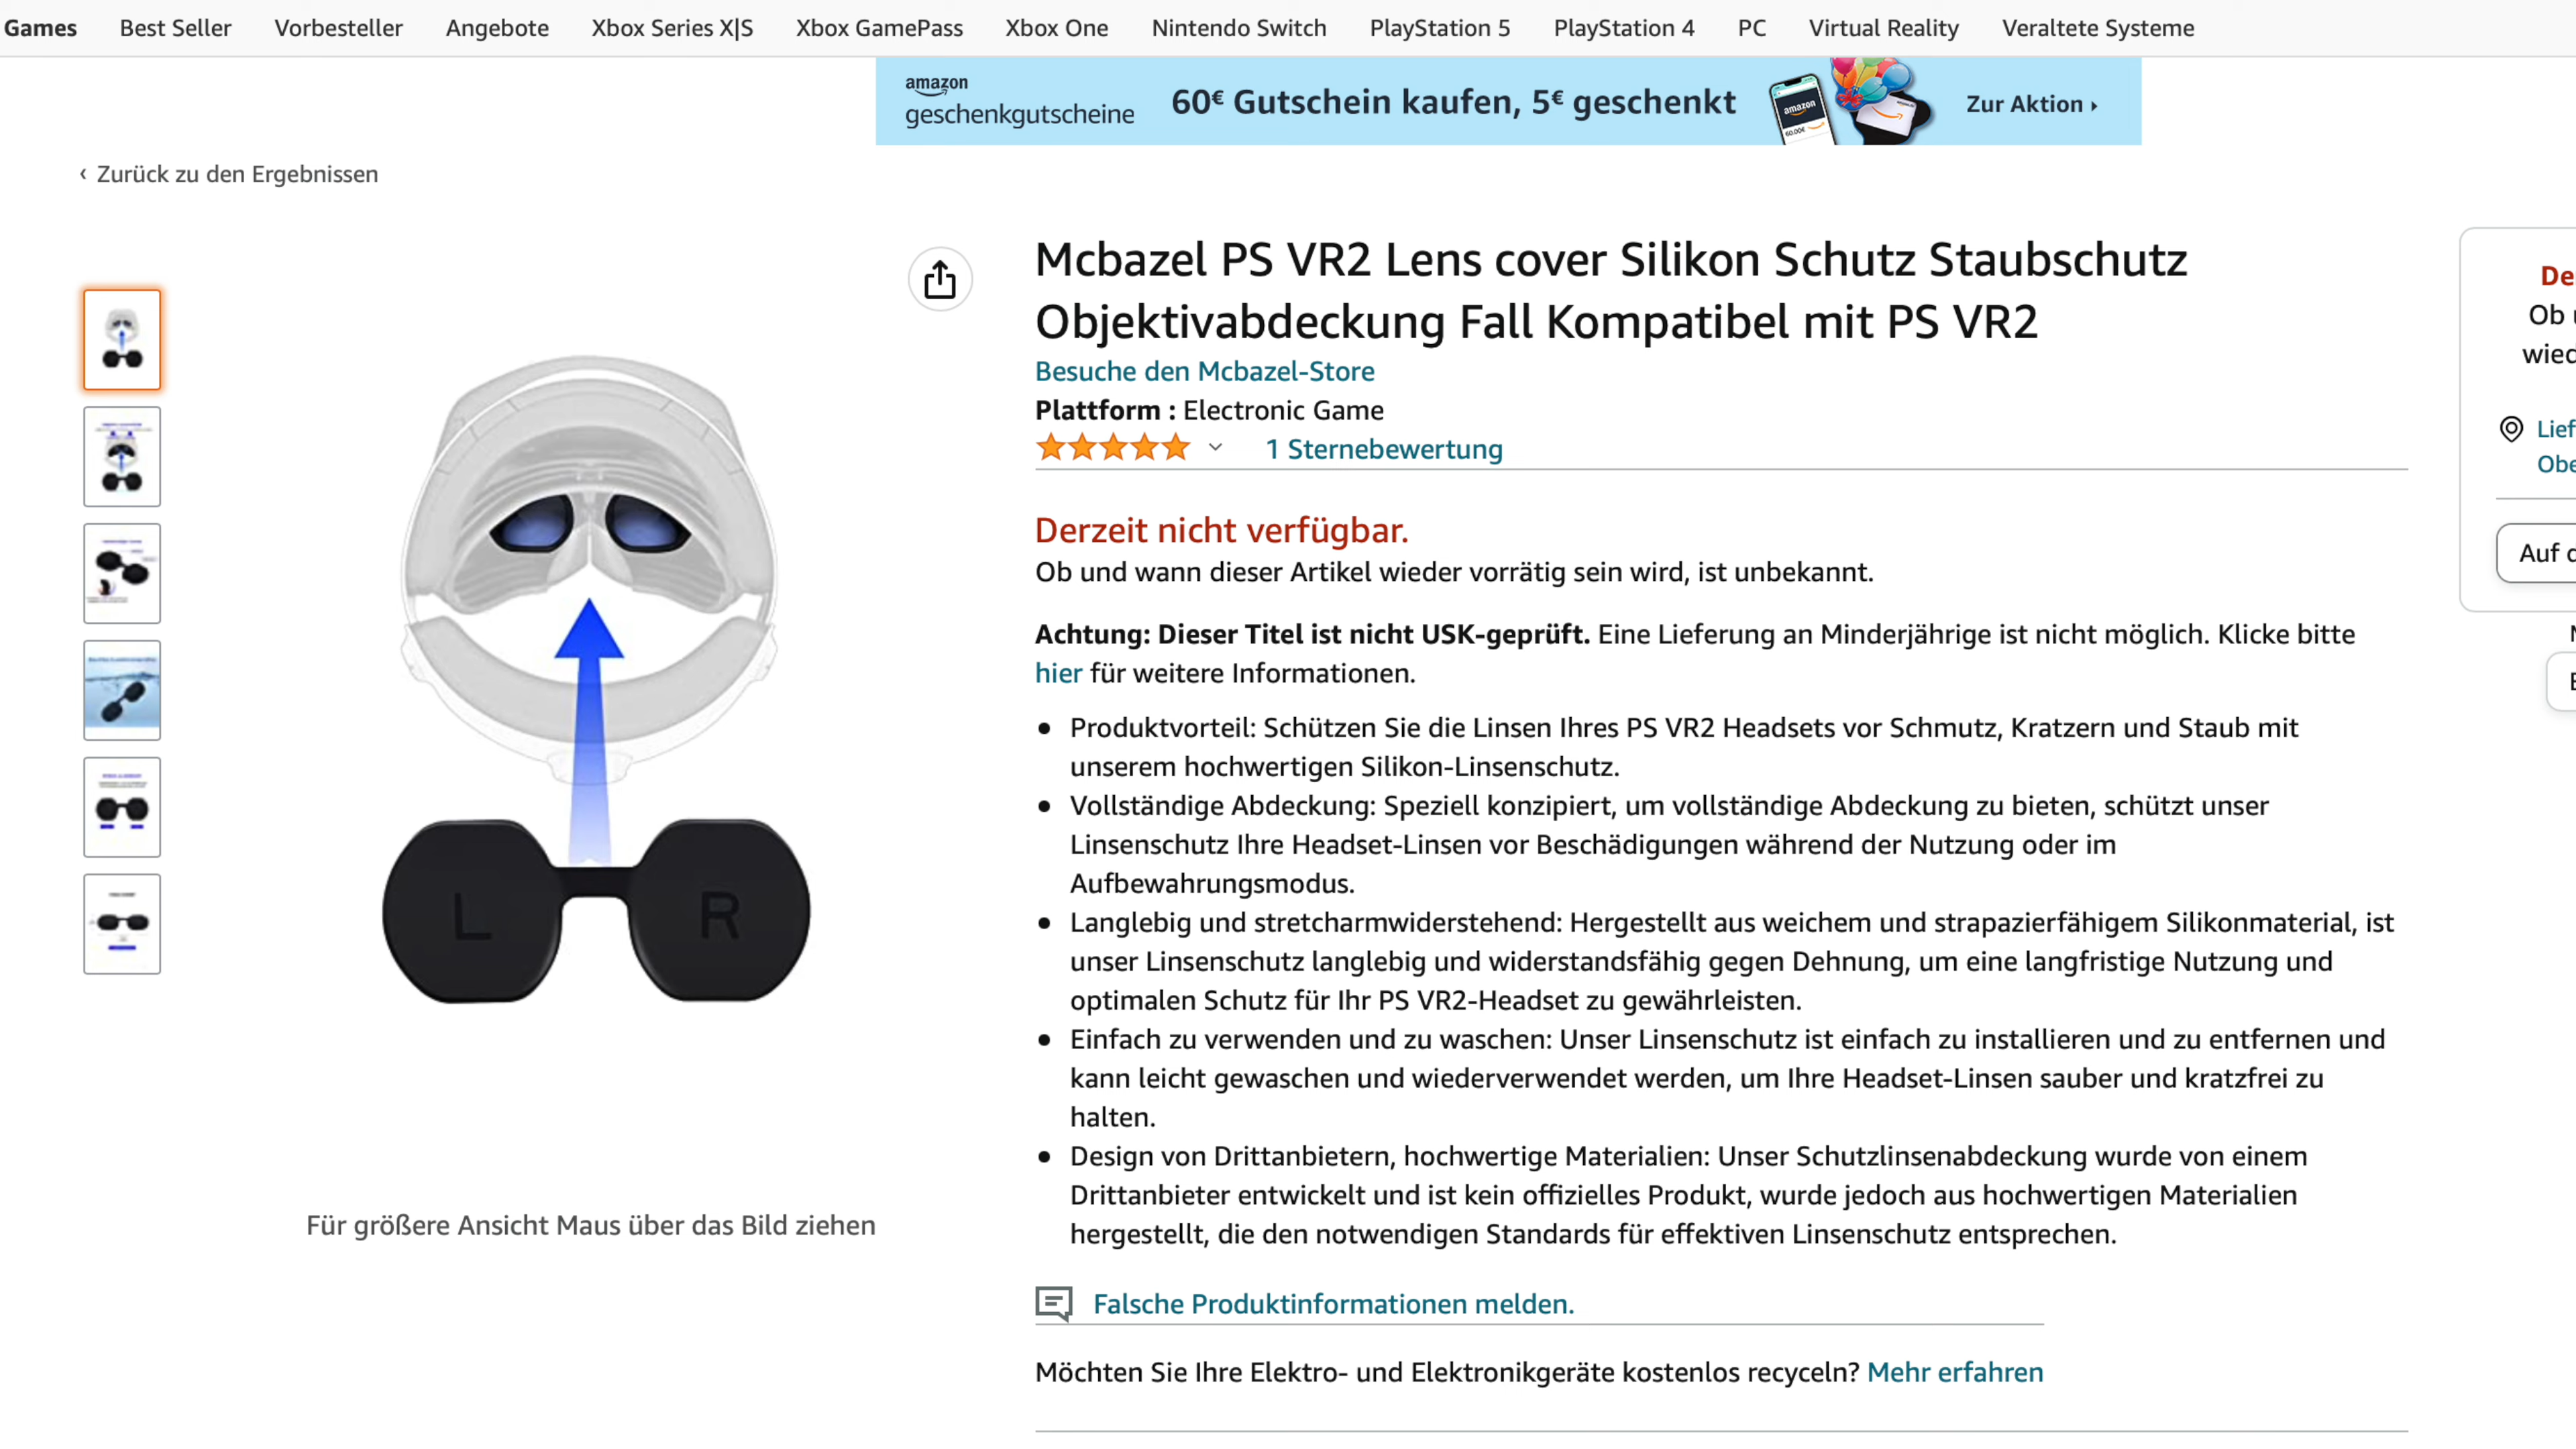 Games Best Seller Vorbesteller Angebote Xbox Series X|S Xbox GamePass Xbox One Nintendo Switch PlayStation 5 PlayStation 4 PC Virtual Reality Veraltete Systeme
amazon
geschenkgutscheine
60€ Gutschein kaufen, 5€ geschenkt
amazon
60,00€
Zur Aktion ›
‹ Zurück zu den Ergebnissen
L R
Für größere Ansicht Maus über das Bild ziehen
Mcbazel PS VR2 Lens cover Silikon Schutz Staubschutz
Objektivabdeckung Fall Kompatibel mit PS VR2
Besuche den Mcbazel-Store
Plattform : Electronic Game
1 Sternebewertung
Derzeit nicht verfügbar.
Ob und wann dieser Artikel wieder vorrätig sein wird, ist unbekannt.
Achtung: Dieser Titel ist nicht USK-geprüft. Eine Lieferung an Minderjährige ist nicht möglich. Klicke bitte
hier für weitere Informationen.
• Produktvorteil: Schützen Sie die Linsen Ihres PS VR2 Headsets vor Schmutz, Kratzern und Staub mit
unserem hochwertigen Silikon-Linsenschutz.
• Vollständige Abdeckung: Speziell konzipiert, um vollständige Abdeckung zu bieten, schützt unser
Linsenschutz Ihre Headset-Linsen vor Beschädigungen während der Nutzung oder im
Aufbewahrungsmodus.
• Langlebig und stretcharmwiderstehend: Hergestellt aus weichem und strapazierfähigem Silikonmaterial, ist
unser Linsenschutz langlebig und widerstandsfähig gegen Dehnung, um eine langfristige Nutzung und
optimalen Schutz für Ihr PS VR2-Headset zu gewährleisten.
• Einfach zu verwenden und zu waschen: Unser Linsenschutz ist einfach zu installieren und zu entfernen und
kann leicht gewaschen und wiederverwendet werden, um Ihre Headset-Linsen sauber und kratzfrei zu
halten.
• Design von Drittanbietern, hochwertige Materialien: Unser Schutzlinsenabdeckung wurde von einem
Drittanbieter entwickelt und ist kein offizielles Produkt, wurde jedoch aus hochwertigen Materialien
hergestellt, die den notwendigen Standards für effektiven Linsenschutz entsprechen.
Falsche Produktinformationen melden.
Möchten Sie Ihre Elektro- und Elektronikgeräte kostenlos recyceln? Mehr erfahren
De
Ob
wied
Lief
Obe
Auf